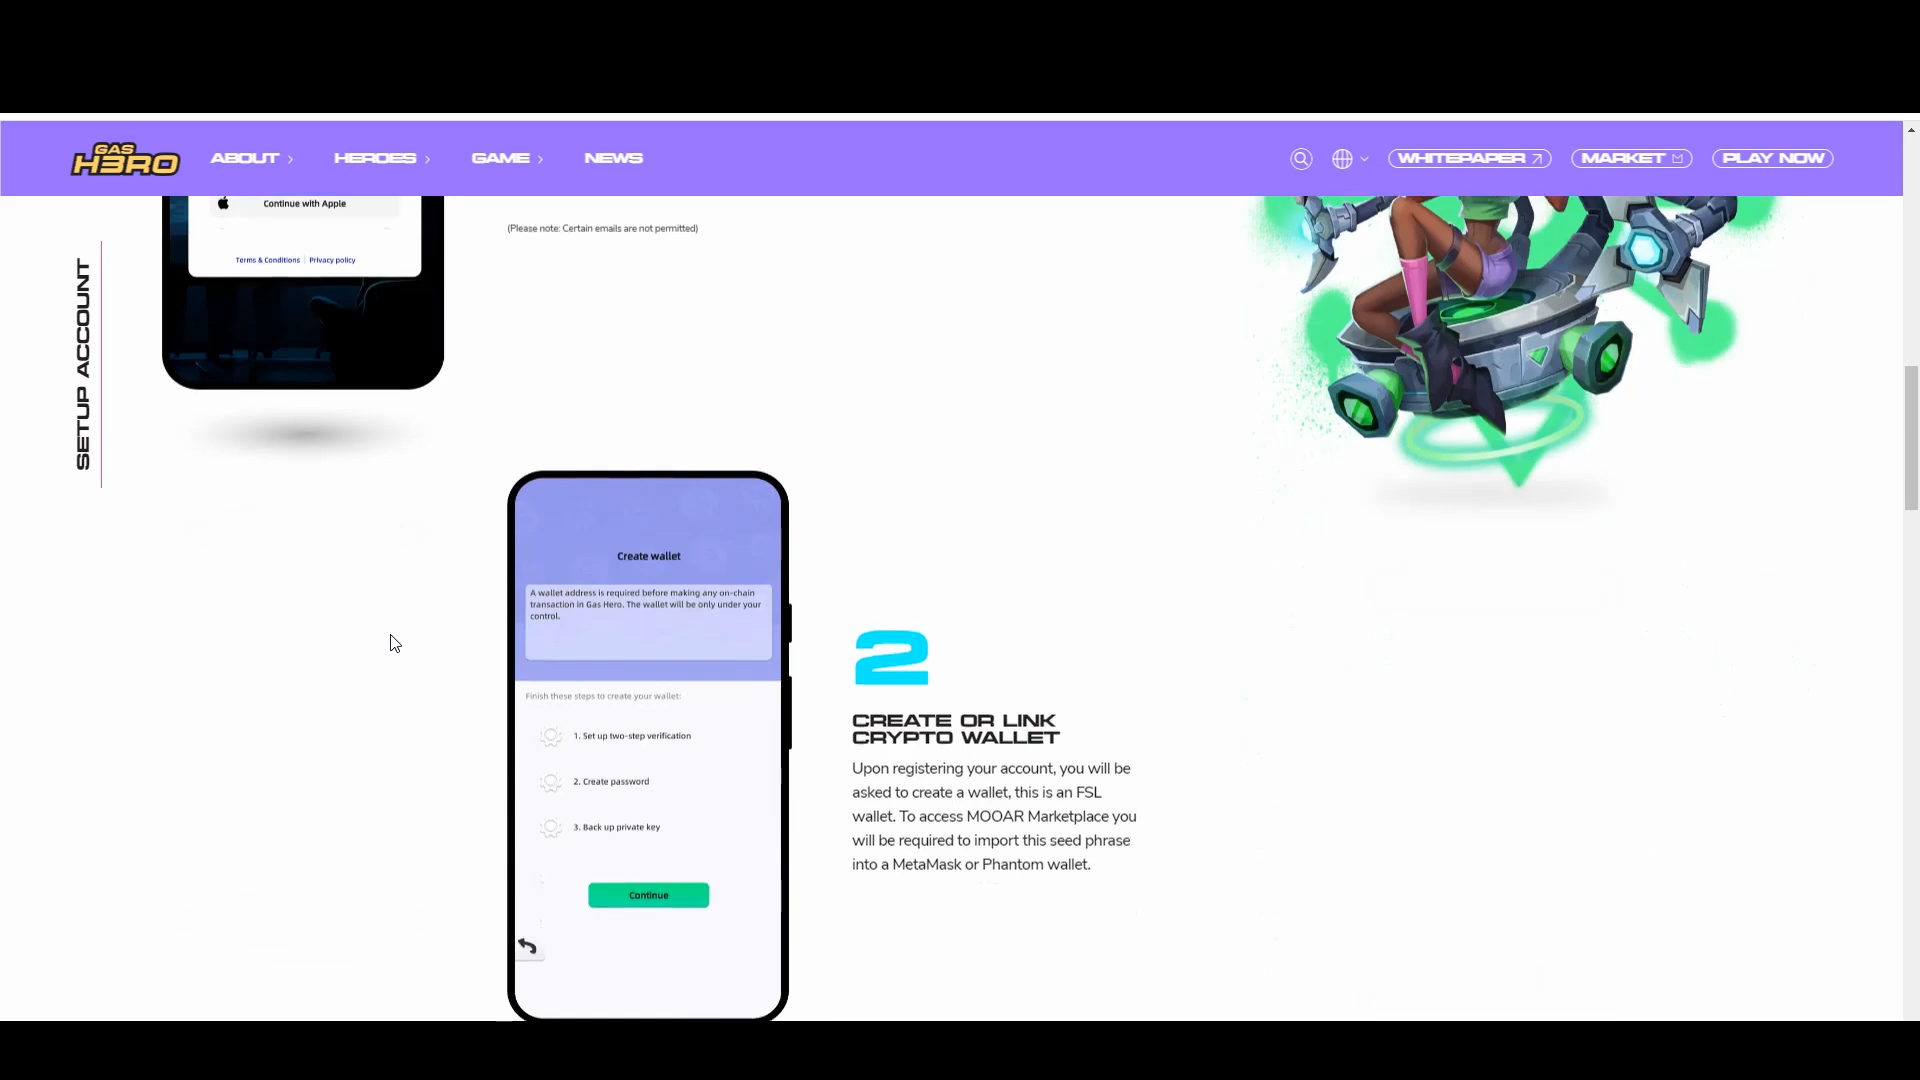 GAS
H3RO
ABOUT
HEROES
GAME
NEWS
WHITEPAPER
MARKET
PLAY NOW
Continue with Apple
Terms & Conditions
Privacy policy
(Please note: Certain emails are not permitted)
SETUP ACCOUNT
Create wallet
A wallet address is required before making any on-chain
transaction in Gas Hero. The wallet will be only under your
control.
Finish these steps to create your wallet:
1. Set up two-step verification
2. Create password
3. Back up private key
Continue
2
CREATE OR LINK
CRYPTO WALLET
Upon registering your account, you will be
asked to create a wallet, this is an FSL
wallet. To access MOOAR Marketplace you
will be required to import this seed phrase
into a MetaMask or Phantom wallet.